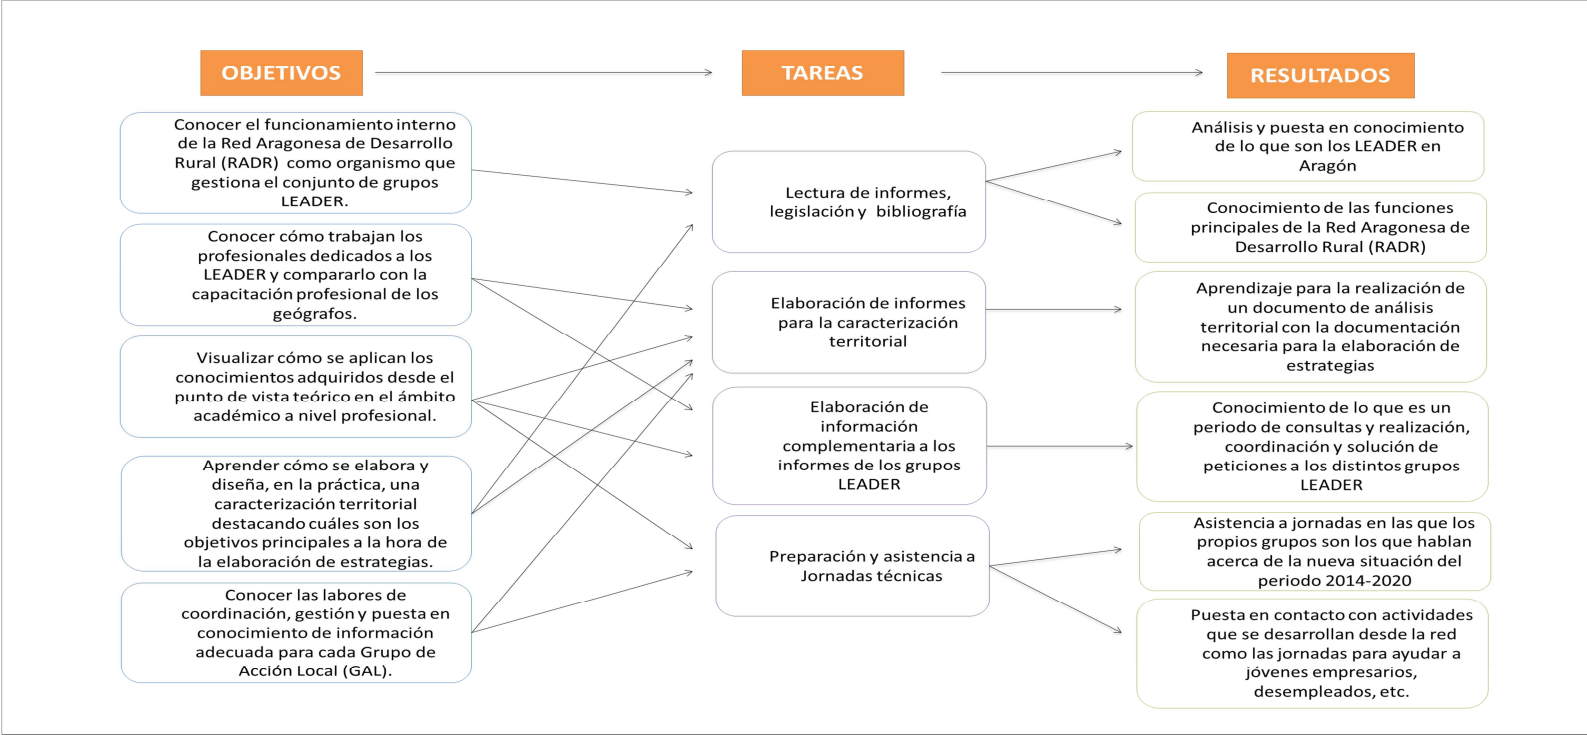 OBJETIVOS
TAREAS
RESULTADOS
Conocer el funcionamiento interno
de la Red Aragonesa de Desarrollo
Rural (RADR) como organismo que
gestiona el conjunto de grupos
LEADER.
Conocer cómo trabajan los
profesionales dedicados a los
LEADER y compararlo con la
capacitación profesional de los
geógrafos.
Visualizar cómo se aplican los
conocimientos adquiridos desde el
punto de vista teórico en el ámbito
académico a nivel profesional.
Aprender cómo se elabora y
diseña, en la práctica, una
caracterización territorial
destacando cuáles son los
objetivos principales a la hora de
la elaboración de estrategias.
Conocer las labores de
coordinación, gestión y puesta en
conocimiento de información
adecuada para cada Grupo de
Acción Local (GAL).
Lectura de informes,
legislación y bibliografía
Elaboración de informes
para la caracterización
territorial
Elaboración de
información
complementaria a los
informes de los grupos
LEADER
Preparación y asistencia a
Jornadas técnicas
Análisis y puesta en conocimiento
de lo que son los LEADER en
Aragón
Conocimiento de las funciones
principales de la Red Aragonesa de
Desarrollo Rural (RADR)
Aprendizaje para la realización de
un documento de análisis
territorial con la documentación
necesaria para la elaboración de
estrategias
Conocimiento de lo que es un
periodo de consultas y realización,
coordinación y solución de
peticiones a los distintos grupos
LEADER
Asistencia a jornadas en las que los
propios grupos son los que hablan
acerca de la nueva situación del
periodo 2014-2020
Puesta en contacto con actividades
que se desarrollan desde la red
como las jornadas para ayudar a
jóvenes empresarios,
desempleados, etc.